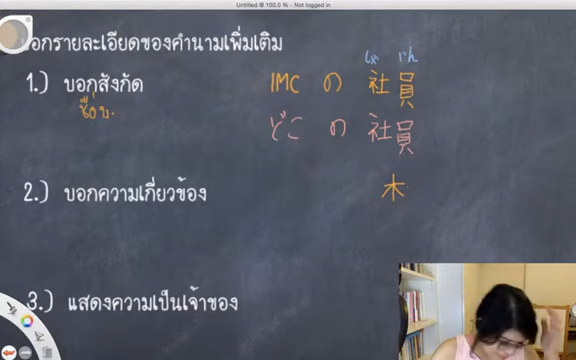 Untitled @ 100.0 % - Not logged in
บอกรายละเอียดของคำนามเพิ่มเติม
1.) บอกสังกัด
IMC の 社員
どこ の 社員
2.) บอกความเกี่ยวข้อง
木
3.) แสดงความเป็นเจ้าของ